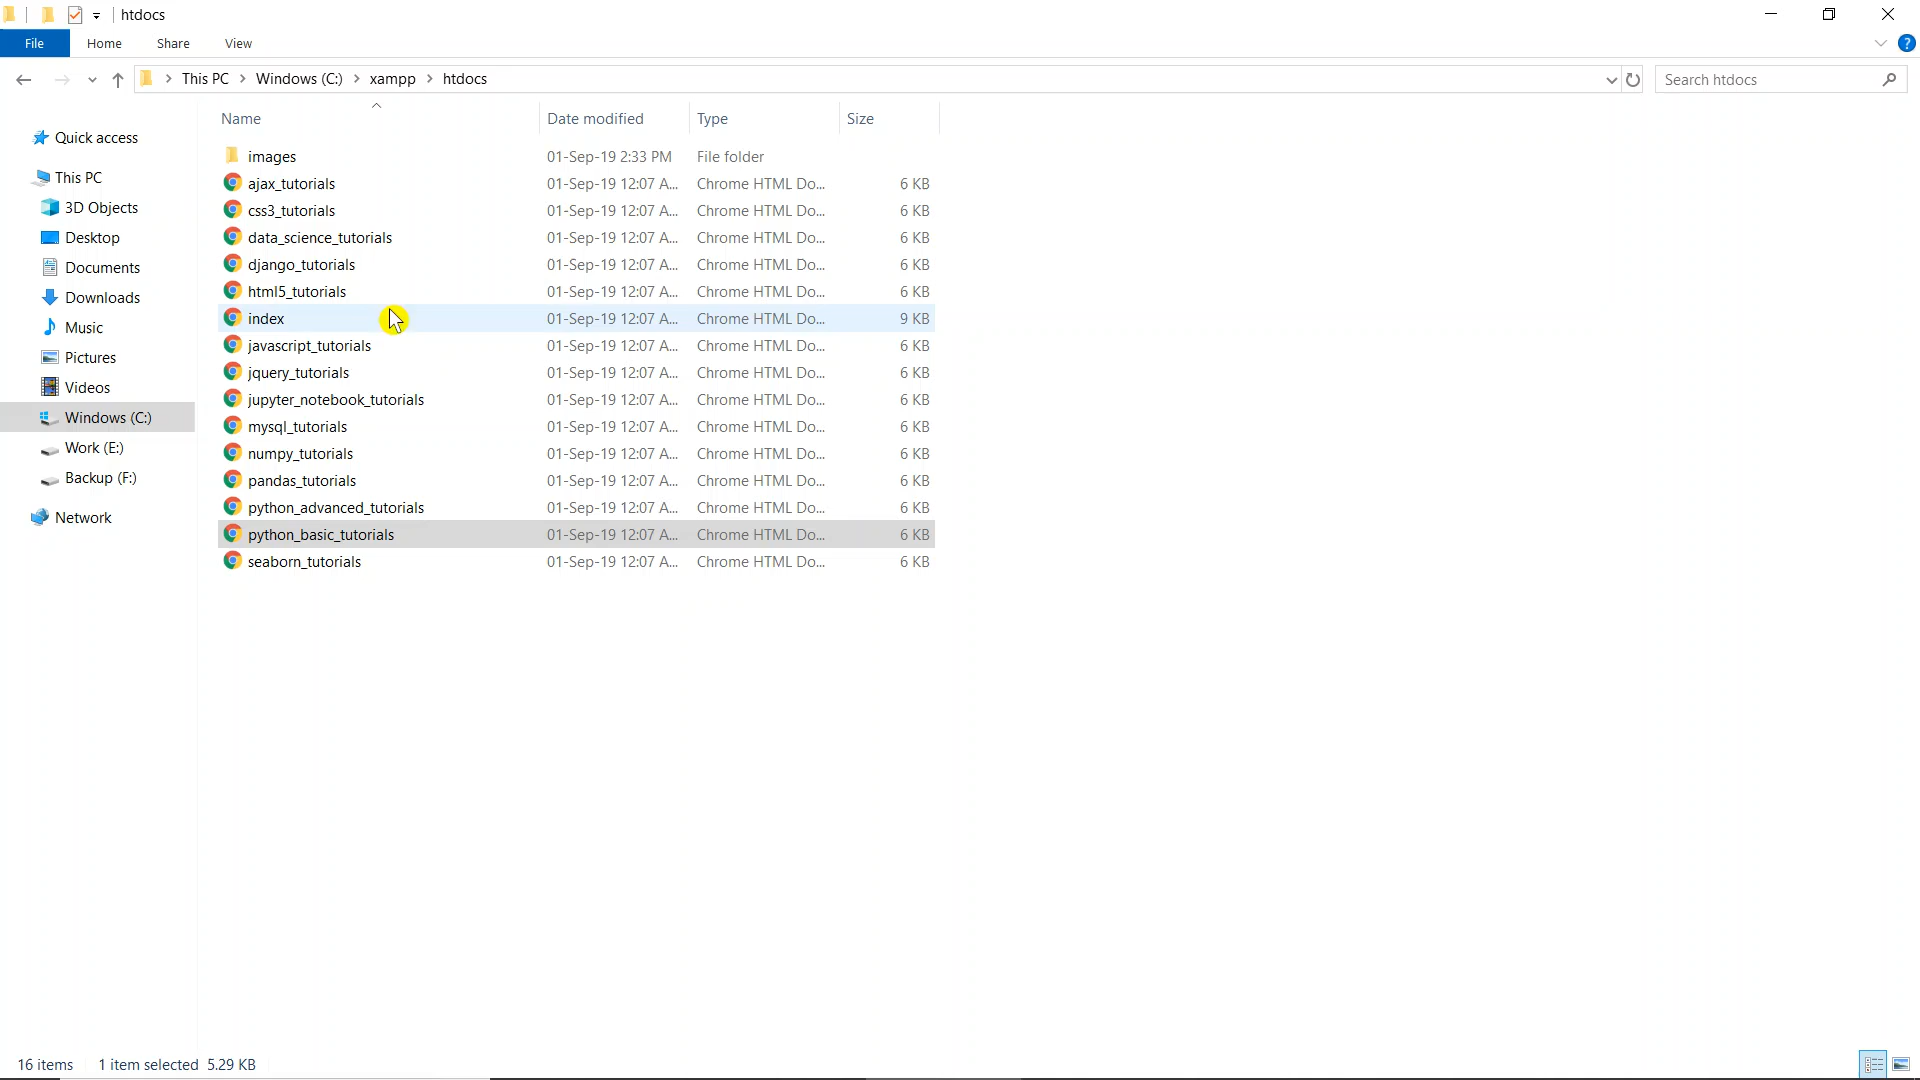 htdocs
File Home Share View
This PC Windows (C:) xampp htdocs
Search htdocs
Name Date modified Type Size
Quick access
This PC
3D Objects
Desktop
Documents
Downloads
Music
Pictures
Videos
Windows (C:)
Work (E:)
Backup (F:)
Network
images 01-Sep-19 2:33 PM File folder
ajax_tutorials 01-Sep-19 12:07 A... Chrome HTML Do... 6 KB
css3_tutorials 01-Sep-19 12:07 A... Chrome HTML Do... 6 KB
data_science_tutorials 01-Sep-19 12:07 A... Chrome HTML Do... 6 KB
django_tutorials 01-Sep-19 12:07 A... Chrome HTML Do... 6 KB
html5_tutorials 01-Sep-19 12:07 A... Chrome HTML Do... 6 KB
index 01-Sep-19 12:07 A... Chrome HTML Do... 9 KB
javascript_tutorials 01-Sep-19 12:07 A... Chrome HTML Do... 6 KB
jquery_tutorials 01-Sep-19 12:07 A... Chrome HTML Do... 6 KB
jupyter_notebook_tutorials 01-Sep-19 12:07 A... Chrome HTML Do... 6 KB
mysql_tutorials 01-Sep-19 12:07 A... Chrome HTML Do... 6 KB
numpy_tutorials 01-Sep-19 12:07 A... Chrome HTML Do... 6 KB
pandas_tutorials 01-Sep-19 12:07 A... Chrome HTML Do... 6 KB
python_advanced_tutorials 01-Sep-19 12:07 A... Chrome HTML Do... 6 KB
python_basic_tutorials 01-Sep-19 12:07 A... Chrome HTML Do... 6 KB
seaborn_tutorials 01-Sep-19 12:07 A... Chrome HTML Do... 6 KB
16 items 1 item selected 5.29 KB